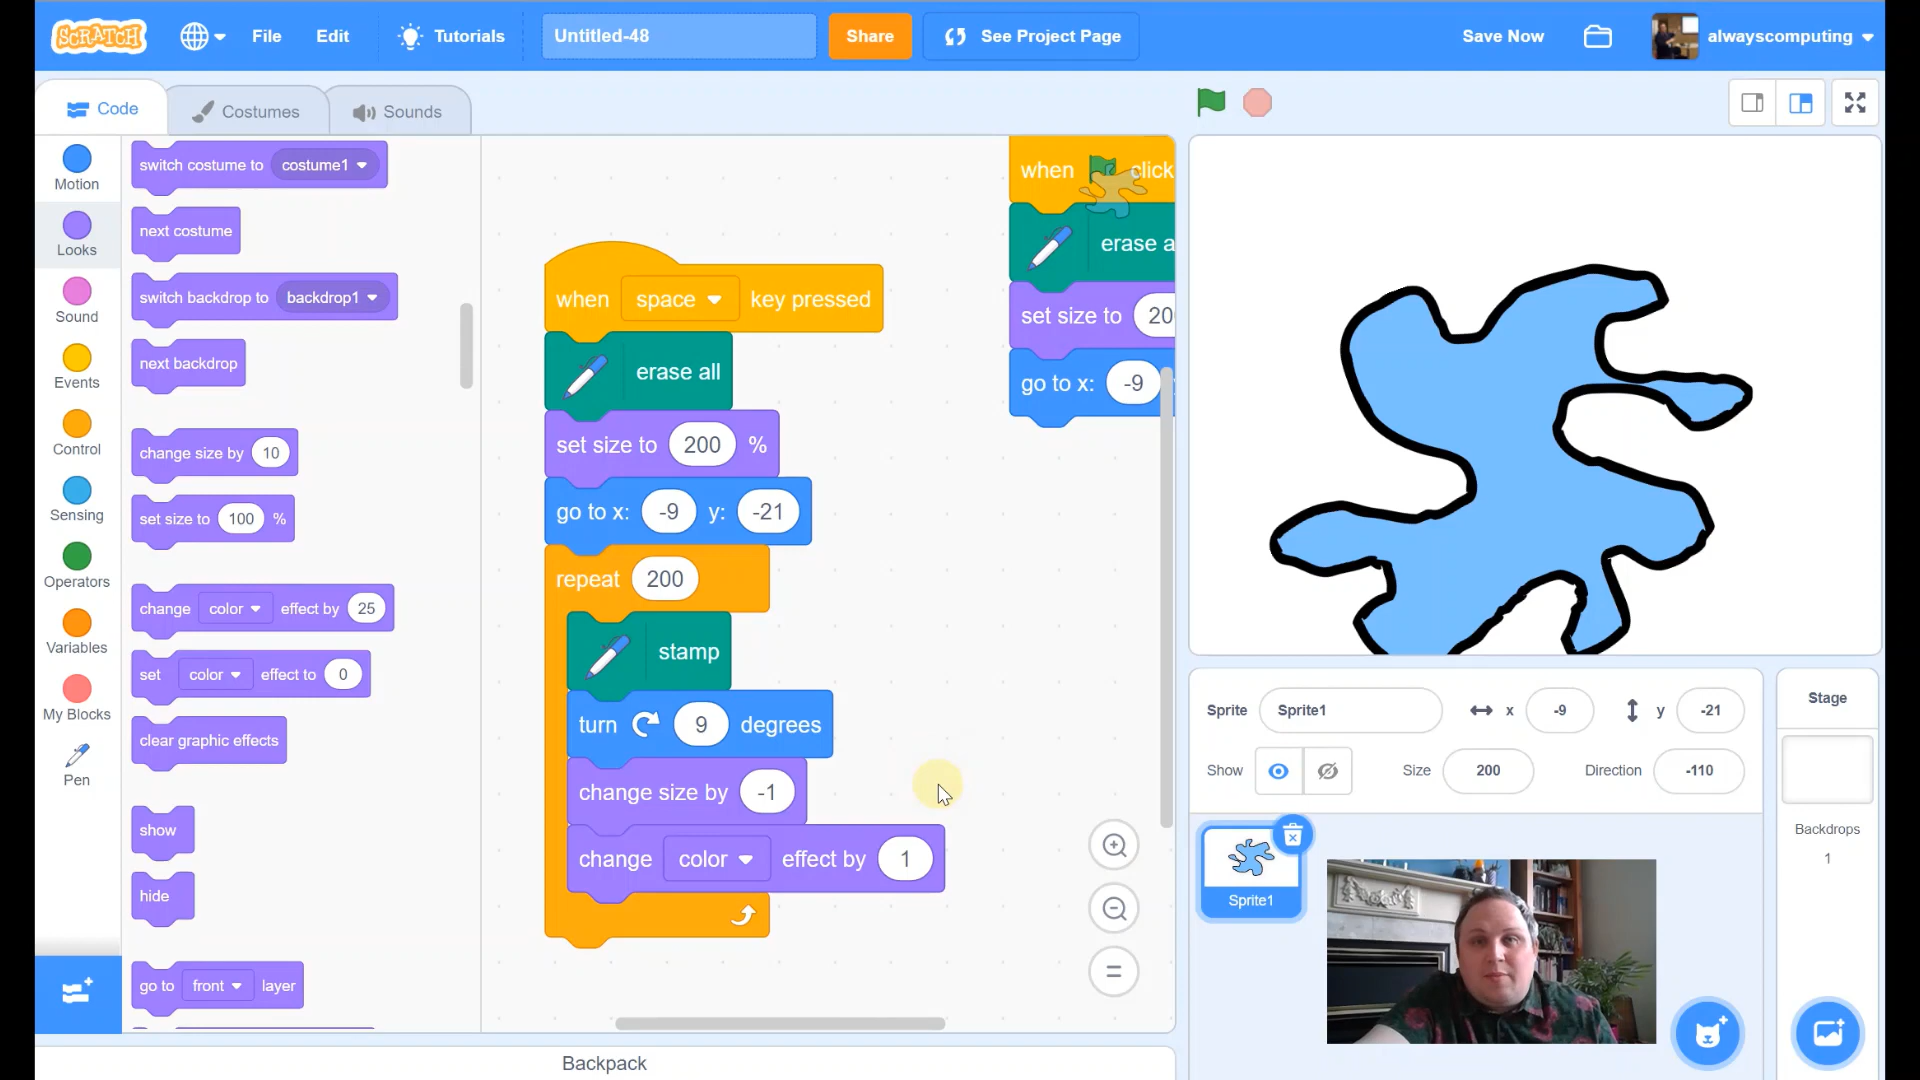 SCRATCH File Edit Tutorials Untitled-48 Share See Project Page Save Now alwayscomputing
Code Costumes Sounds
Motion
Looks
Sound
Events
Control
Sensing
Operators
Variables
My Blocks
Pen
switch costume to costume1
next costume
switch backdrop to backdrop1
next backdrop
change size by 10
set size to 100 %
change color effect by 25
set color effect to 0
clear graphic effects
show
hide
go to front layer
when space key pressed
erase all
set size to 200 %
go to x: -9 y: -21
repeat 200
stamp
turn 9 degrees
change size by -1
change color effect by 1
when click
erase a
set size to 20
go to x: -9
Backpack
Sprite Sprite1 x -9 y -21
Show Size 200 Direction -110
Sprite1
Stage
Backdrops
1